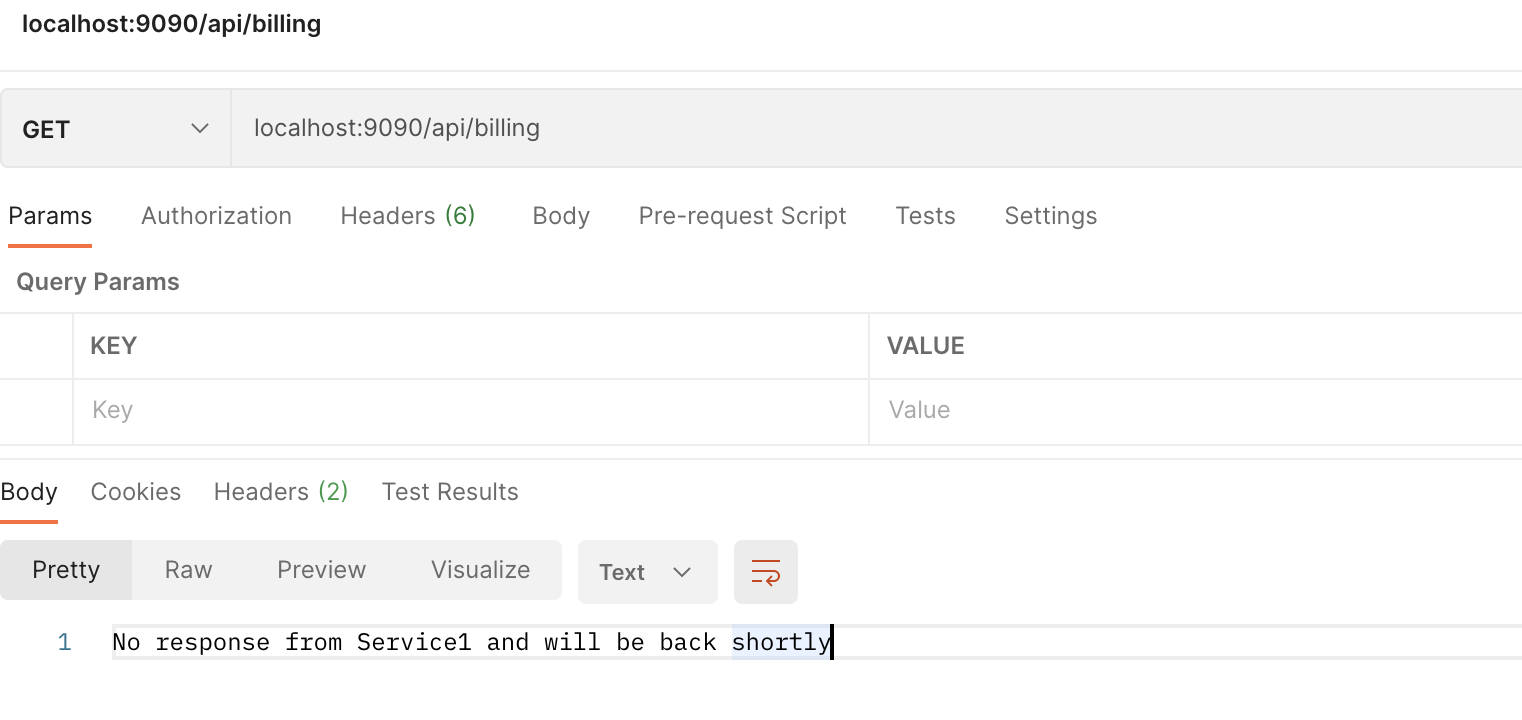 localhost:9090/api/billing
GET localhost:9090/api/billing
Params Authorization Headers (6) Body Pre-request Script Tests Settings
Query Params
KEY VALUE
Key Value
Body Cookies Headers (2) Test Results
Pretty Raw Preview Visualize Text
1 No response from Service1 and will be back shortly